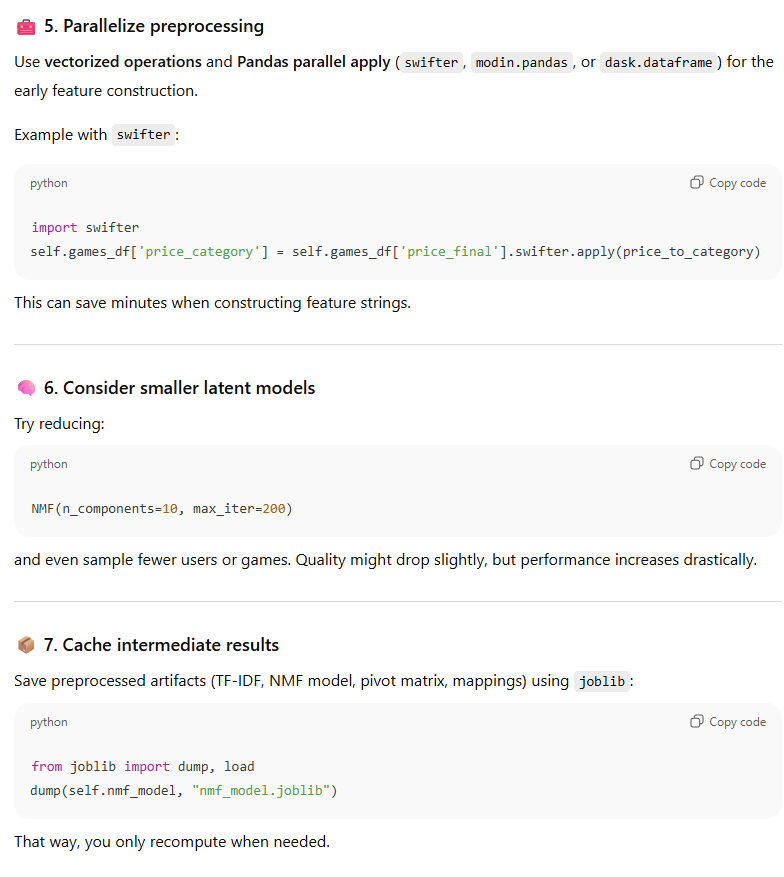 5. Parallelize preprocessing
Use vectorized operations and Pandas parallel apply ( swifter , modin.pandas , or dask.dataframe ) for the
early feature construction.
Example with swifter :
python
Copy code
import swifter
self.games_df['price_category'] = self.games_df['price_final'].swifter.apply(price_to_category)
This can save minutes when constructing feature strings.
6. Consider smaller latent models
Try reducing:
python
Copy code
NMF(n_components=10, max_iter=200)
and even sample fewer users or games. Quality might drop slightly, but performance increases drastically.
7. Cache intermediate results
Save preprocessed artifacts (TF-IDF, NMF model, pivot matrix, mappings) using joblib :
python
Copy code
from joblib import dump, load
dump(self.nmf_model, "nmf_model.joblib")
That way, you only recompute when needed.